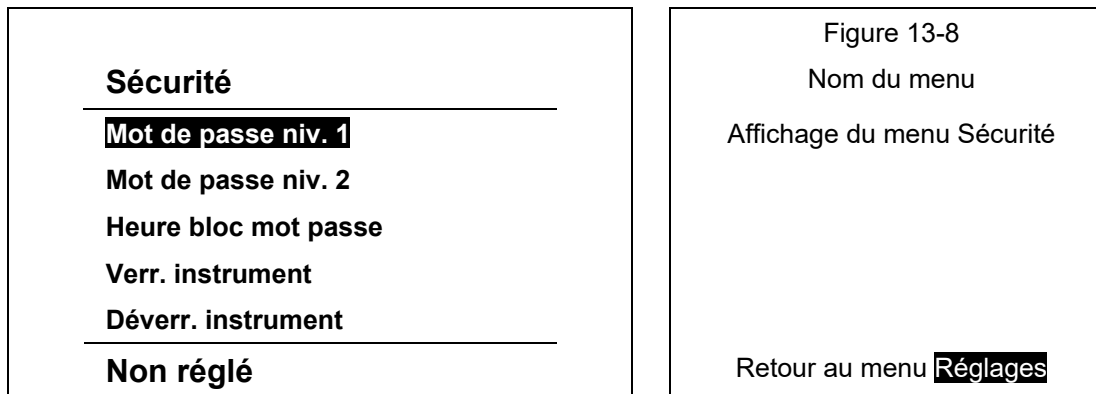 Sécurité
Mot de passe niv. 1
Mot de passe niv. 2
Heure bloc mot passe
Verr. instrument
Déverr. instrument
Non réglé
Figure 13-8
Nom du menu
Affichage du menu Sécurité
Retour au menu Réglages